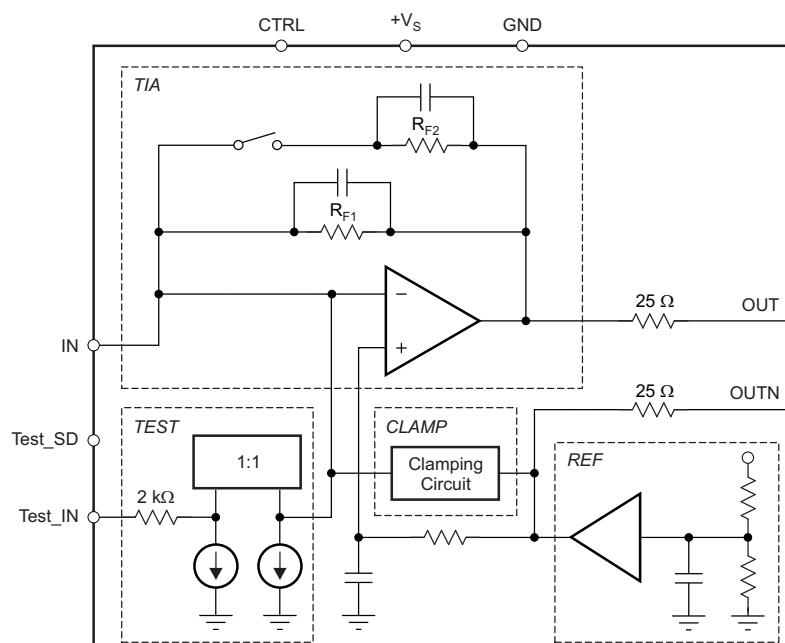 CTRL
+VS
GND
TIA
RF2
RF1
−
+
25 Ω
OUT
IN
25 Ω
OUTN
Test_SD
TEST
CLAMP
REF
1:1
Clamping
Circuit
2 kΩ
Test_IN